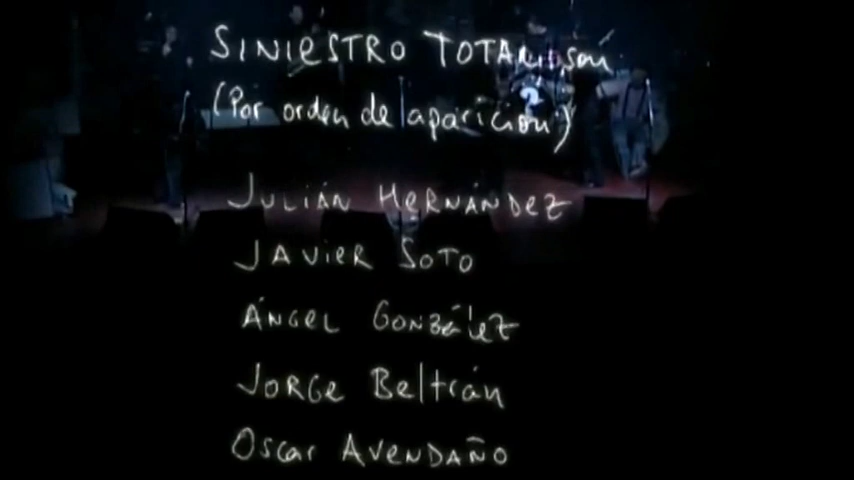 SINIESTRO TOTAL son
(Por orden de aparición)
JULIÁN HERNÁNDEZ
JAVIER SOTO
ÁNGEL GONZÁLEZ
JORGE Beltrán
Oscar AVENDAÑO